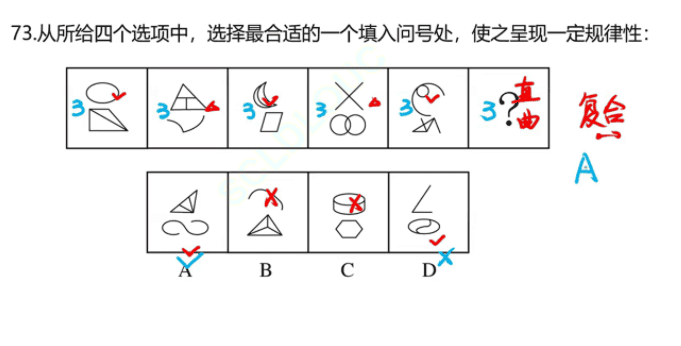 73.从所给四个选项中，选择最合适的一个填入问号处，使之呈现一定规律性：
3 3 3 3 3 3 ? 直
曲
复合
A
A B C D